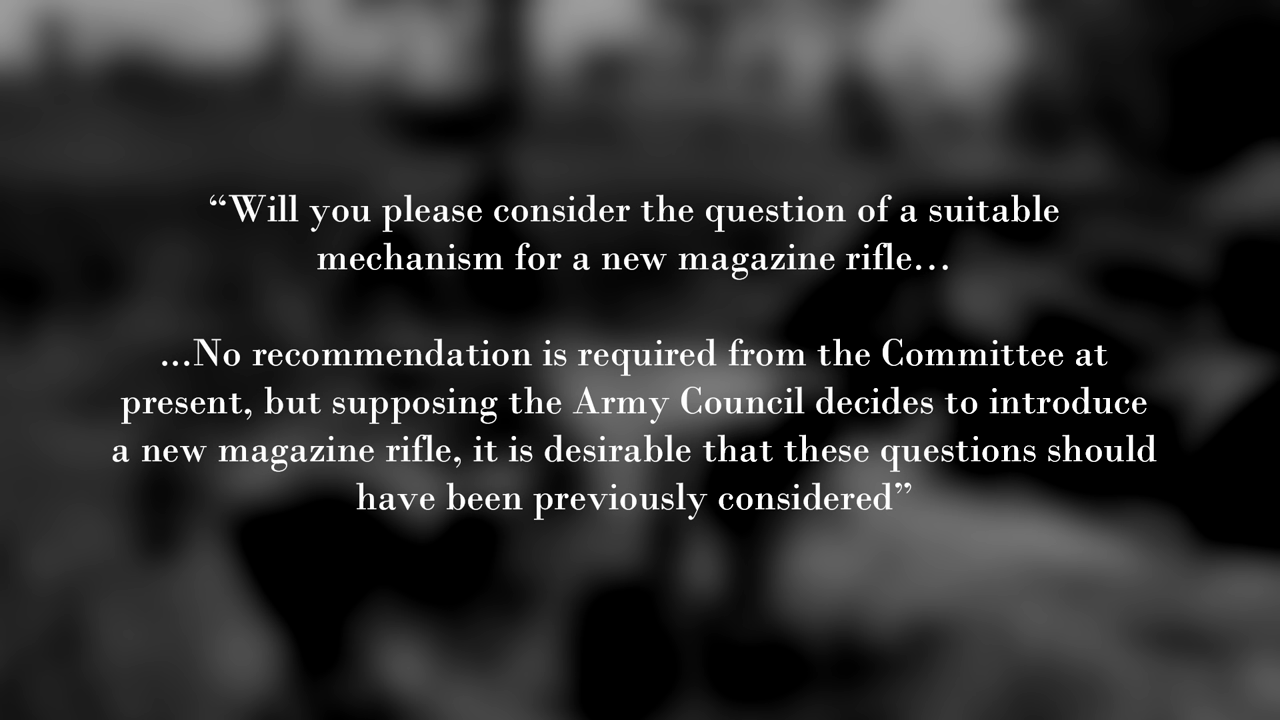 “Will you please consider the question of a suitable
mechanism for a new magazine rifle...

...No recommendation is required from the Committee at
present, but supposing the Army Council decides to introduce
a new magazine rifle, it is desirable that these questions should
have been previously considered”